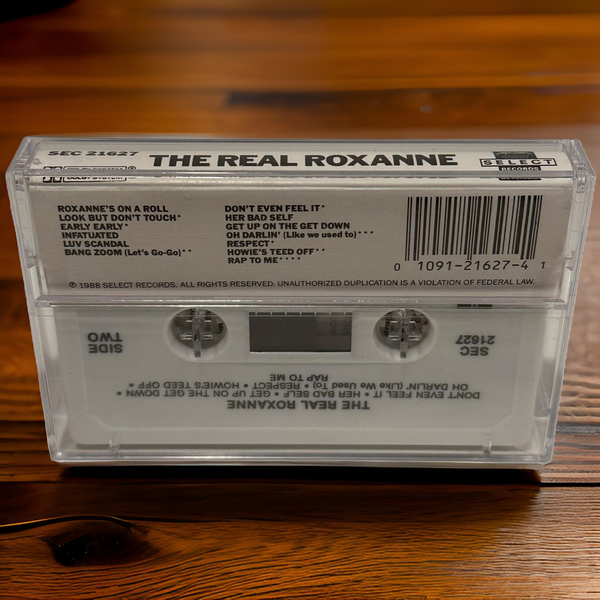 SEC 21627 THE REAL ROXANNE SELECT
RECORDS
DOLBY SYSTEM
ROXANNE'S ON A ROLL
LOOK BUT DON'T TOUCH*
EARLY EARLY*
INFATUATED
LUV SCANDAL
BANG ZOOM (Let's Go-Go)**
DON'T EVEN FEEL IT*
HER BAD SELF
GET UP ON THE GET DOWN
OH DARLIN' (Like we used to)***
RESPECT*
HOWIE'S TEED OFF**
RAP TO ME****
0 1091-21627-4 1
℗ 1988 SELECT RECORDS. ALL RIGHTS RESERVED. UNAUTHORIZED DUPLICATION IS A VIOLATION OF FEDERAL LAW.
THE REAL ROXANNE
DON'T EVEN FEEL IT • HER BAD SELF • GET UP ON THE GET DOWN •
OH DARLIN' (Like We Used To) • RESPECT • HOWIE'S TEED OFF •
RAP TO ME
SEC
21627
SIDE
TWO